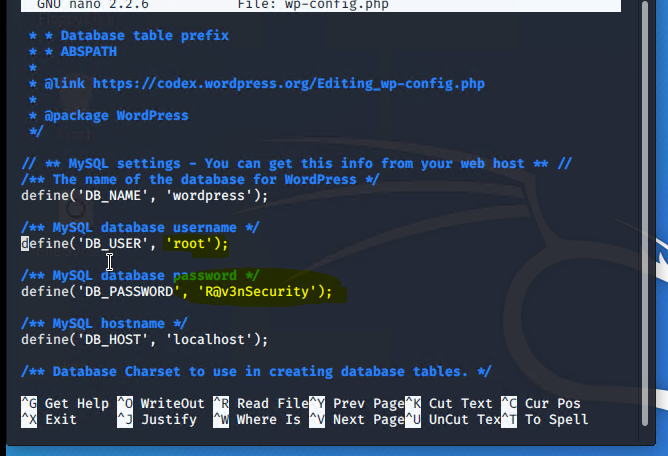 GNU nano 2.2.6 File: wp-config.php
* * Database table prefix
* * ABSPATH
*
* @link https://codex.wordpress.org/Editing_wp-config.php
*
* @package WordPress
*/
// ** MySQL settings - You can get this info from your web host ** //
/** The name of the database for WordPress */
define('DB_NAME', 'wordpress');
/** MySQL database username */
define('DB_USER', 'root');
/** MySQL database password */
define('DB_PASSWORD', 'R@v3nSecurity');
/** MySQL hostname */
define('DB_HOST', 'localhost');
/** Database Charset to use in creating database tables. */
^G Get Help ^O WriteOut ^R Read File ^Y Prev Page ^K Cut Text ^C Cur Pos
^X Exit ^J Justify ^W Where Is ^V Next Page ^U UnCut Tex ^T To Spell